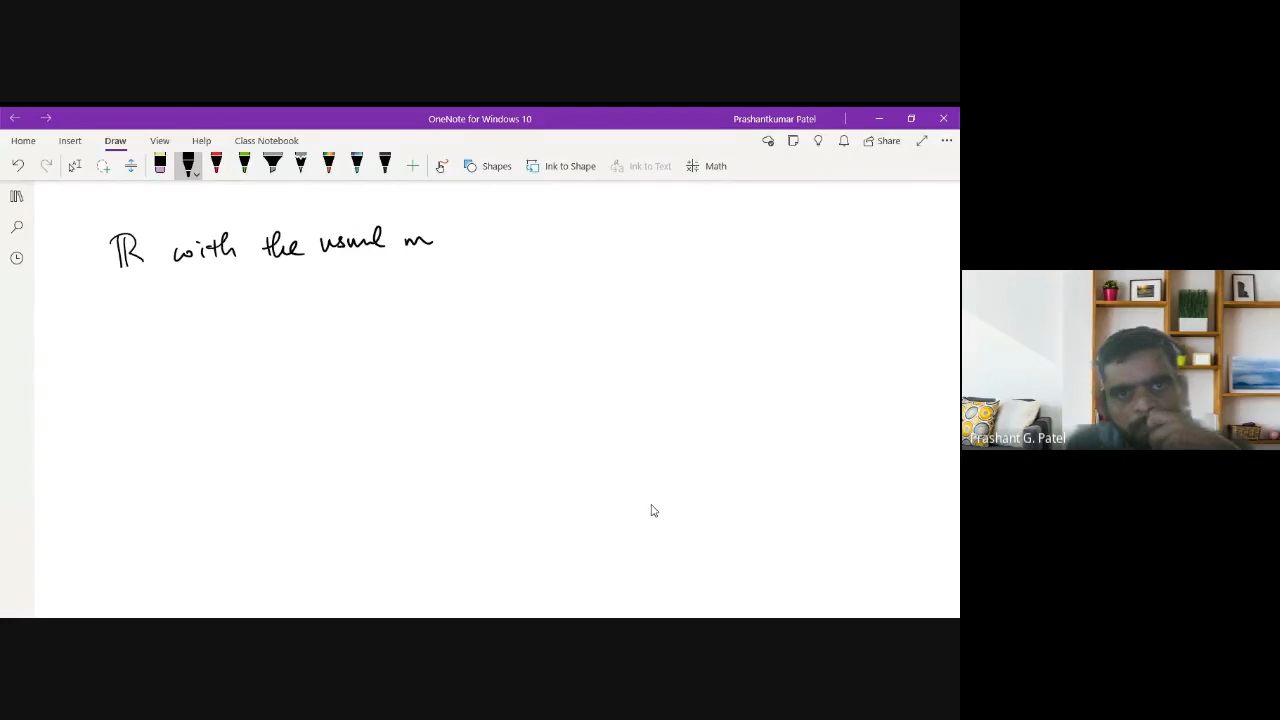 OneNote for Windows 10
Prashantkumar Patel
Home Insert Draw View Help Class Notebook
Share
Shapes Ink to Shape Ink to Text Math
ℝ with the usual m
Prashant G. Patel